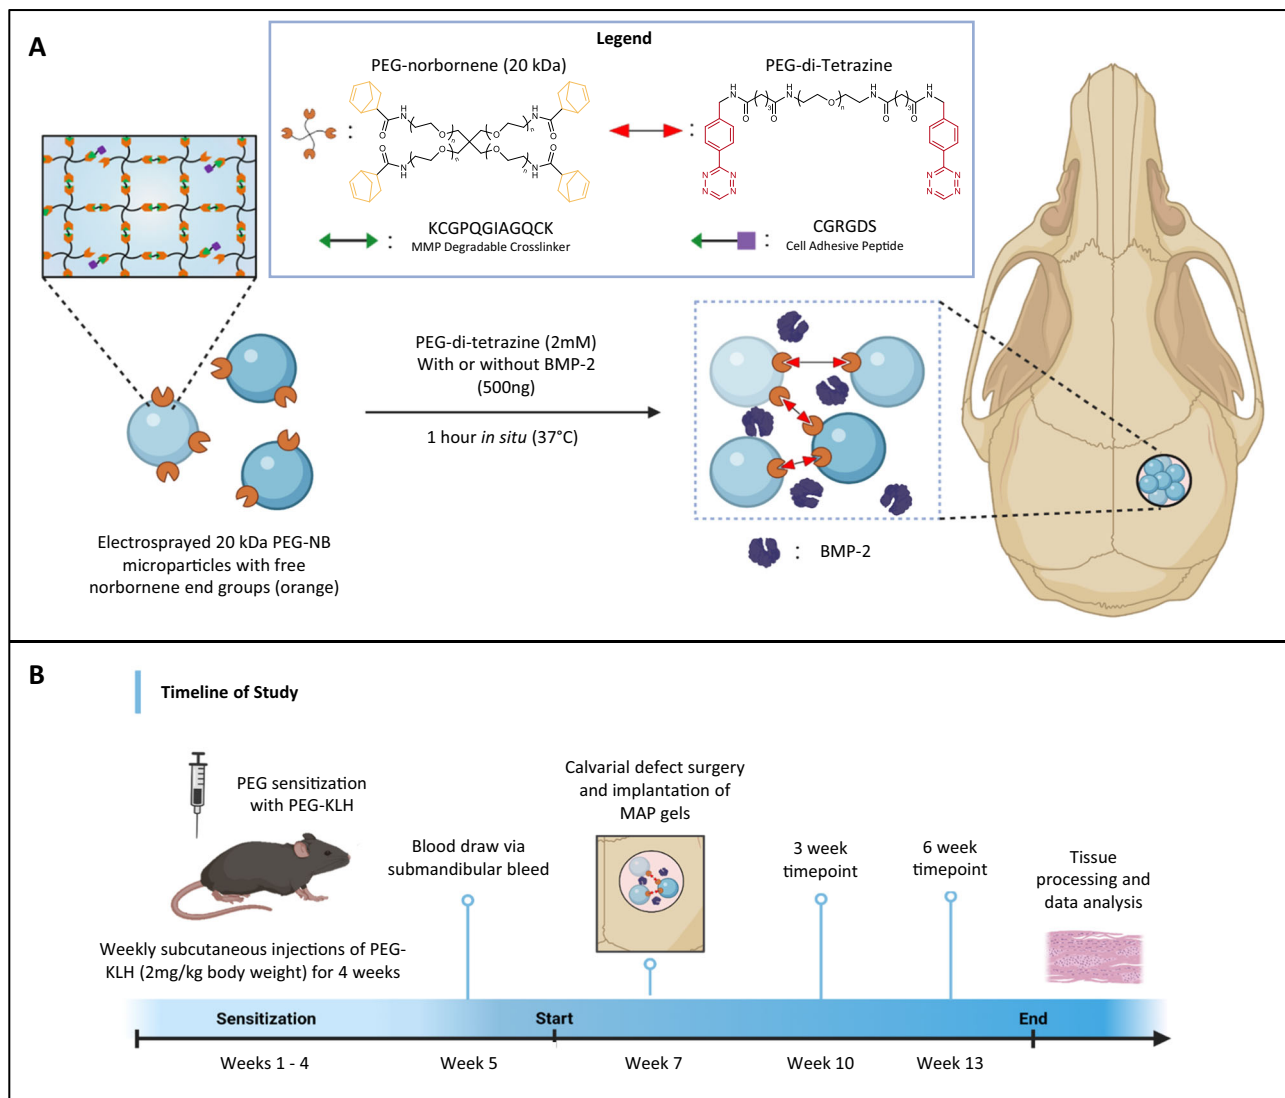 A
Legend
PEG-norbornene (20 kDa)
PEG-di-Tetrazine
:
:
KCGPQGIAGQCK
MMP Degradable Crosslinker
:
CGRGDS
Cell Adhesive Peptide
:
PEG-di-tetrazine (2mM)
With or without BMP-2
(500ng)
1 hour in situ (37°C)
Electrosprayed 20 kDa PEG-NB
microparticles with free
norbornene end groups (orange)
: BMP-2
B
Timeline of Study
PEG sensitization
with PEG-KLH
Weekly subcutaneous injections of PEG-
KLH (2mg/kg body weight) for 4 weeks
Blood draw via
submandibular bleed
Calvarial defect surgery
and implantation of
MAP gels
3 week
timepoint
6 week
timepoint
Tissue
processing and
data analysis
Sensitization
Start
End
Weeks 1 - 4
Week 5
Week 7
Week 10
Week 13